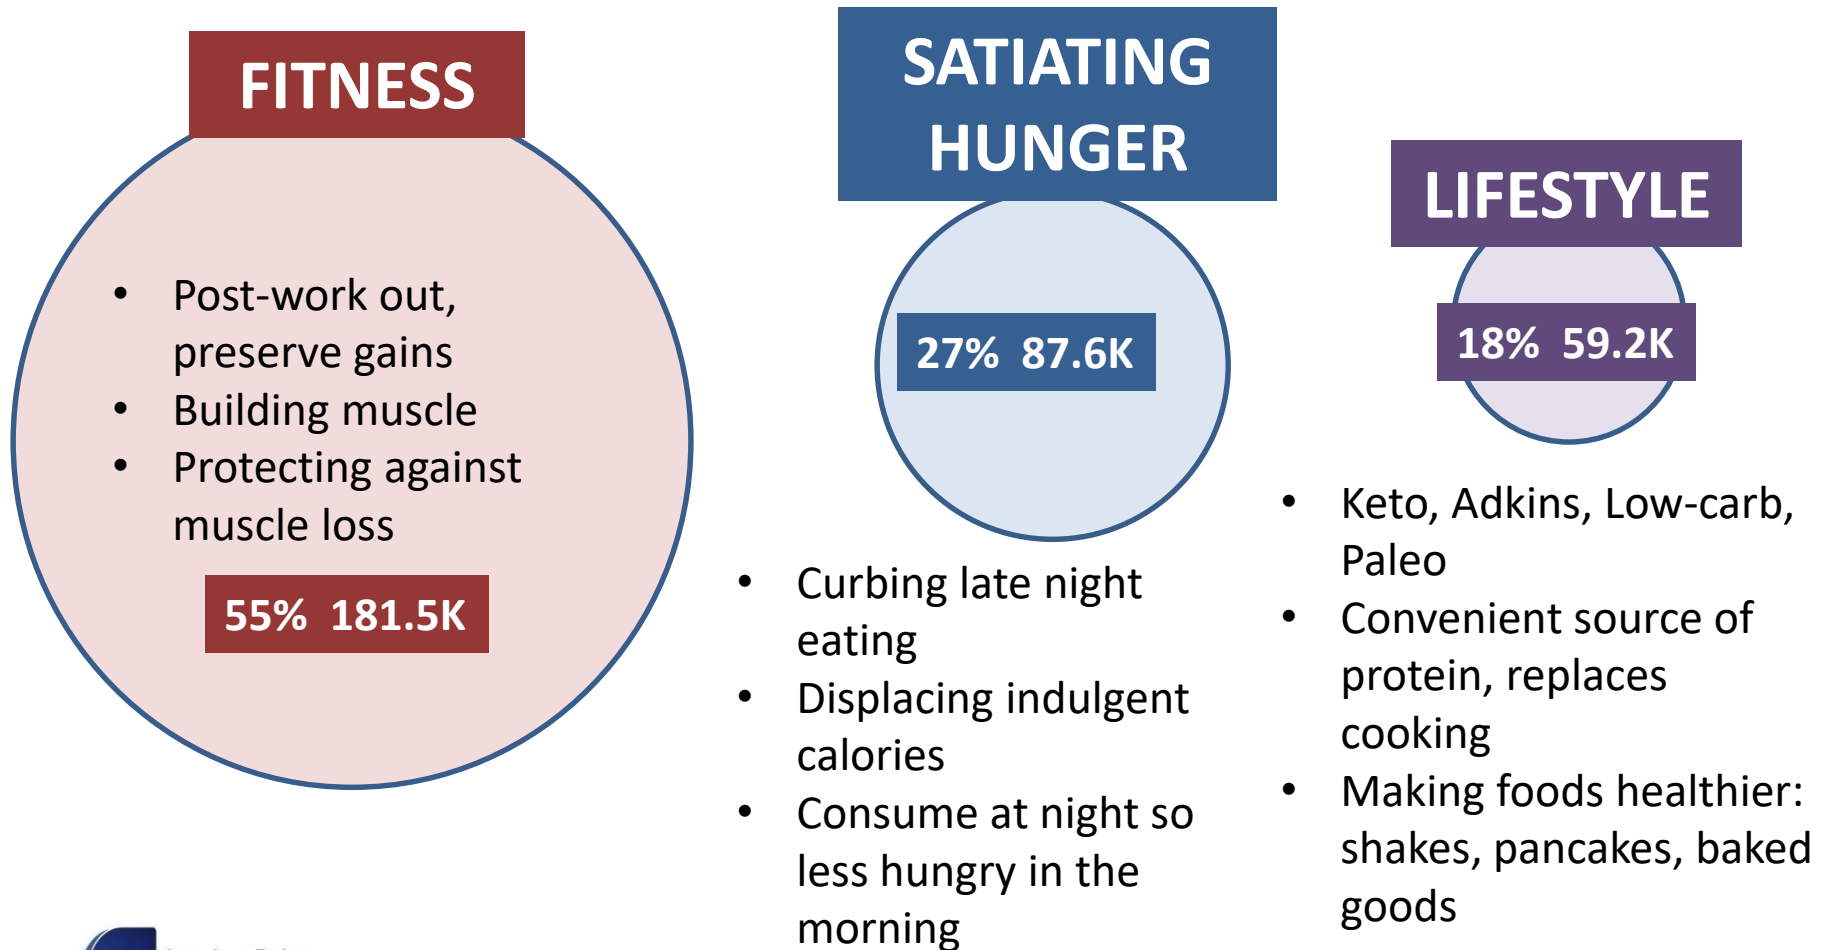 FITNESS
• Post-work out,
preserve gains
• Building muscle
• Protecting against
muscle loss
55% 181.5K
SATIATING
HUNGER
27% 87.6K
• Curbing late night
eating
• Displacing indulgent
calories
• Consume at night so
less hungry in the
morning
LIFESTYLE
18% 59.2K
• Keto, Adkins, Low-carb,
Paleo
• Convenient source of
protein, replaces
cooking
• Making foods healthier:
shakes, pancakes, baked
goods